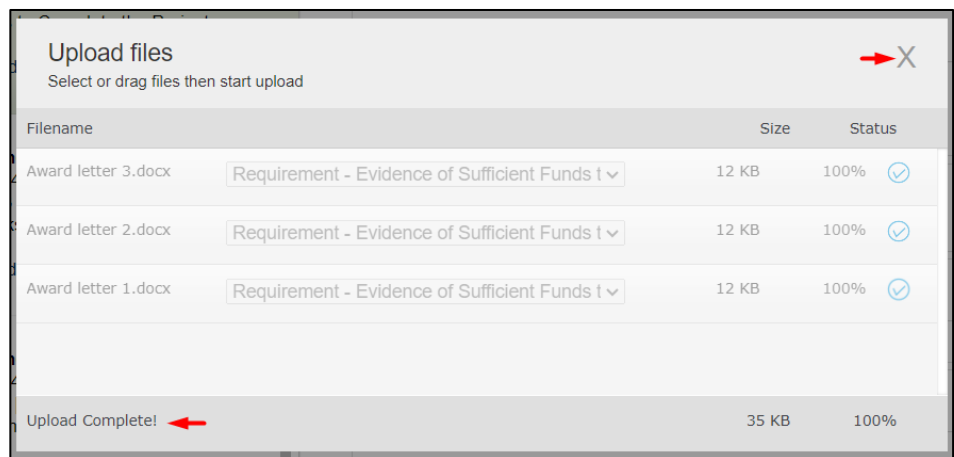 Upload files
X
Select or drag files then start upload
Filename Size Status
Award letter 3.docx Requirement - Evidence of Sufficient Funds t 12 KB 100%
Award letter 2.docx Requirement - Evidence of Sufficient Funds t 12 KB 100%
Award letter 1.docx Requirement - Evidence of Sufficient Funds t 12 KB 100%
Upload Complete! 35 KB 100%